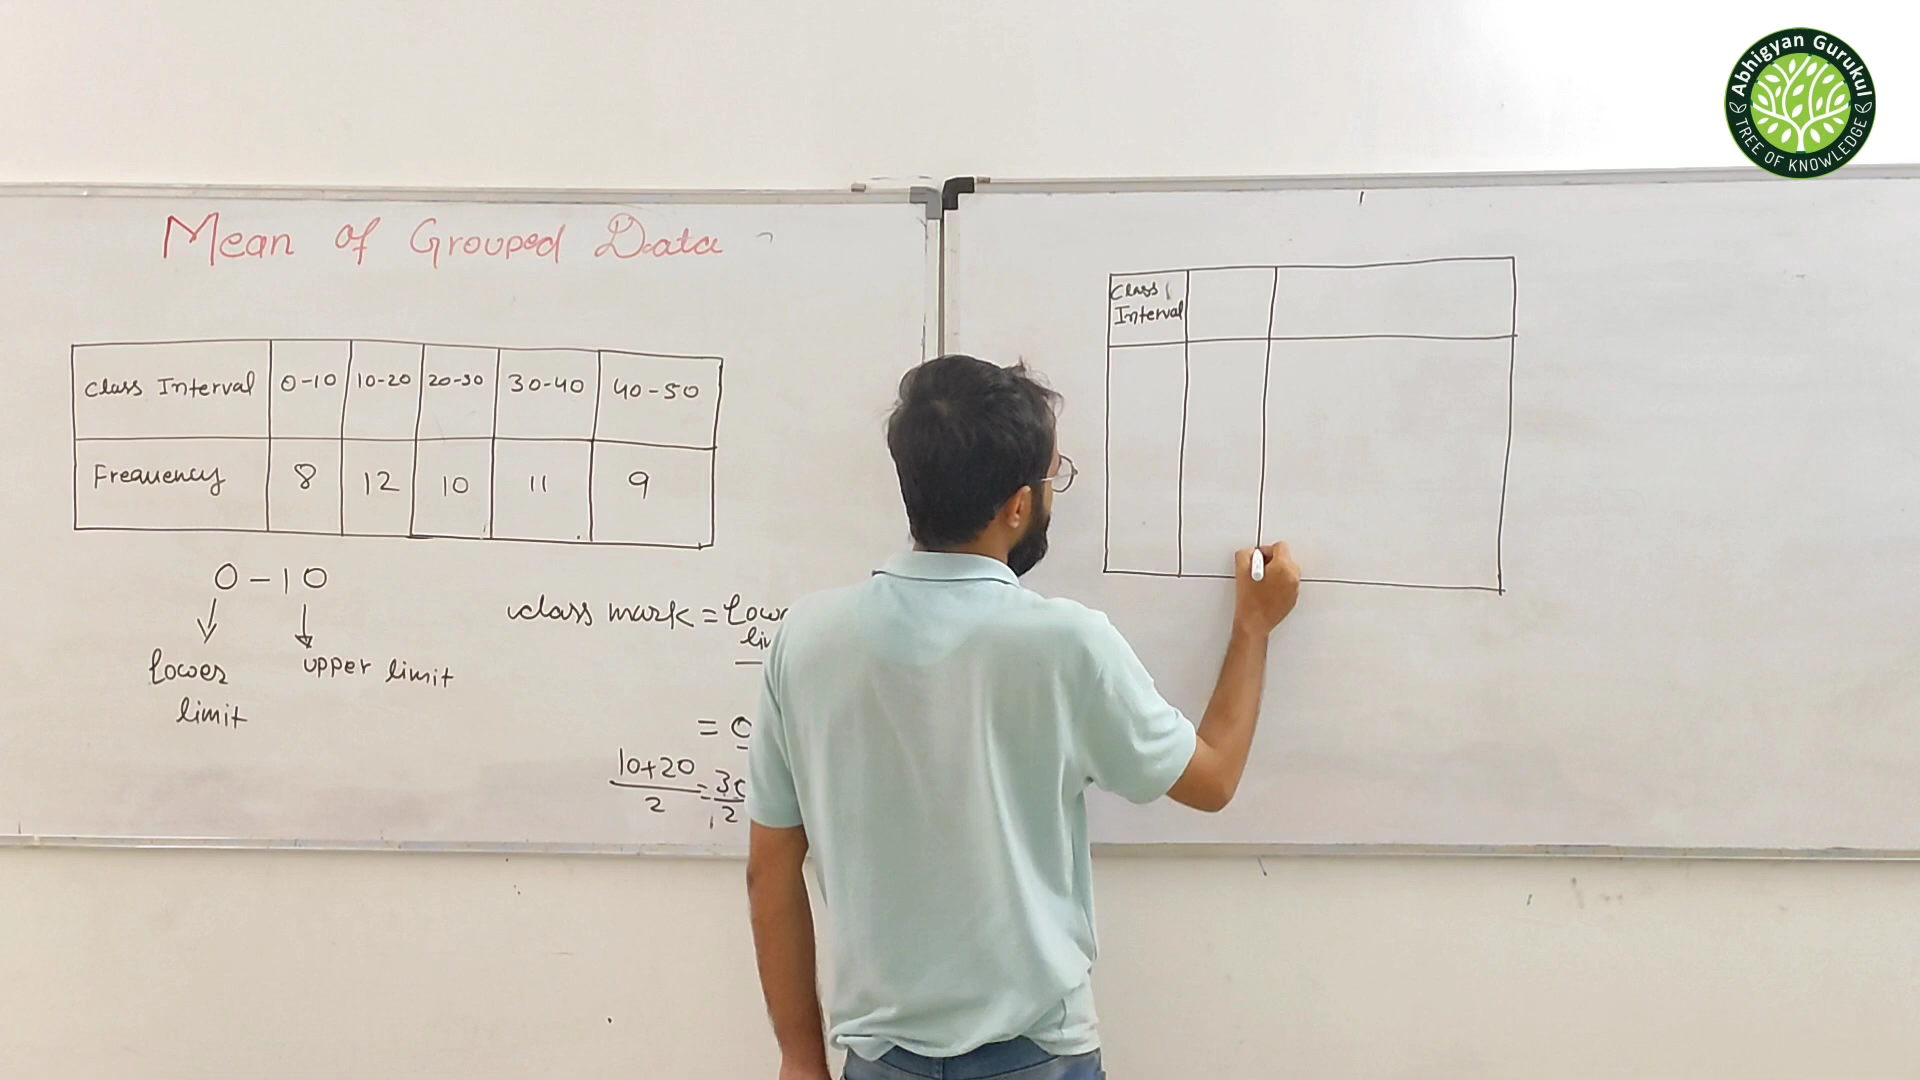 Abhigyan Gurukul
TREE OF KNOWLEDGE
Mean of Grouped Data
Class Interval 0-10 10-20 20-30 30-40 40-50
Frequency 8 12 10 11 9
0-10
lower
limit
upper limit
class mark =
=
10+20
2
=
2
Class
Interval